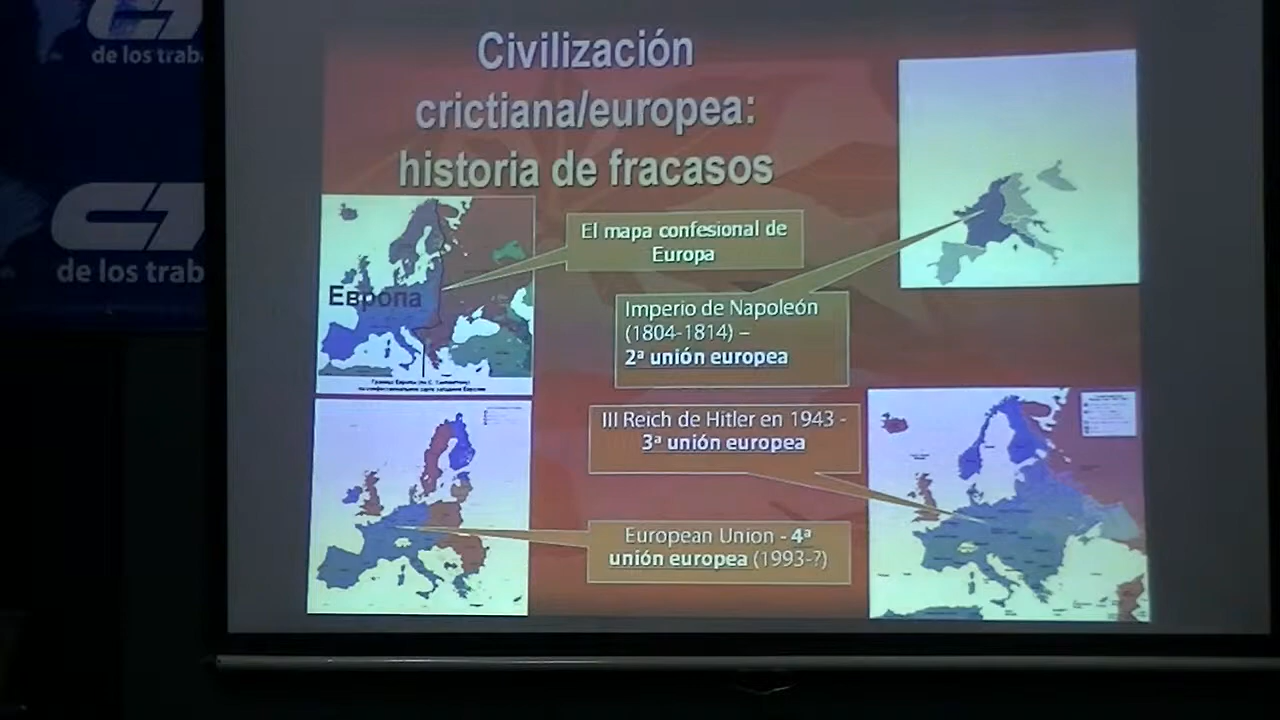 de los trab
de los trab
Civilización
crictiana/europea:
historia de fracasos
El mapa confesional de
Europa
Европа
Imperio de Napoleón
(1804-1814) –
2ª unión europea
III Reich de Hitler en 1943 -
3ª unión europea
European Union - 4ª
unión europea (1993-?)